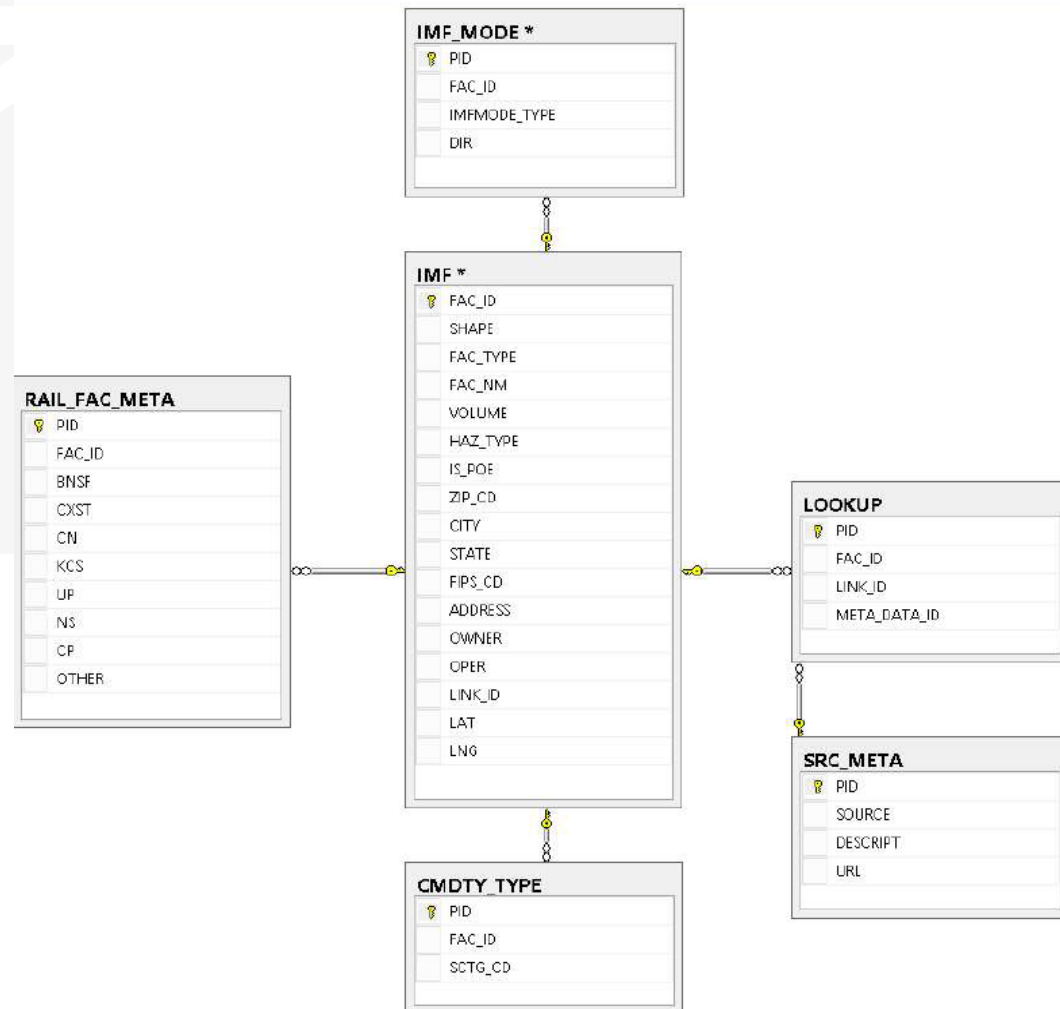 IMF_MODE *
PID
FAC_ID
IMFMODE_TYPE
DIR
IMF *
FAC_ID
SHAPE
FAC_TYPE
FAC_NM
VOLUME
HAZ_TYPE
IS_POE
ZIP_CD
CITY
STATE
FIPS_CD
ADDRESS
OWNER
OPER
LINK_ID
LAT
LNG
RAIL_FAC_META
PID
FAC_ID
BNSF
CXST
CN
KCS
UP
NS
CP
OTHER
LOOKUP
PID
FAC_ID
LINK_ID
META_DATA_ID
SRC_META
PID
SOURCE
DESCRIPT
URL
CMDTY_TYPE
PID
FAC_ID
SCTG_CD